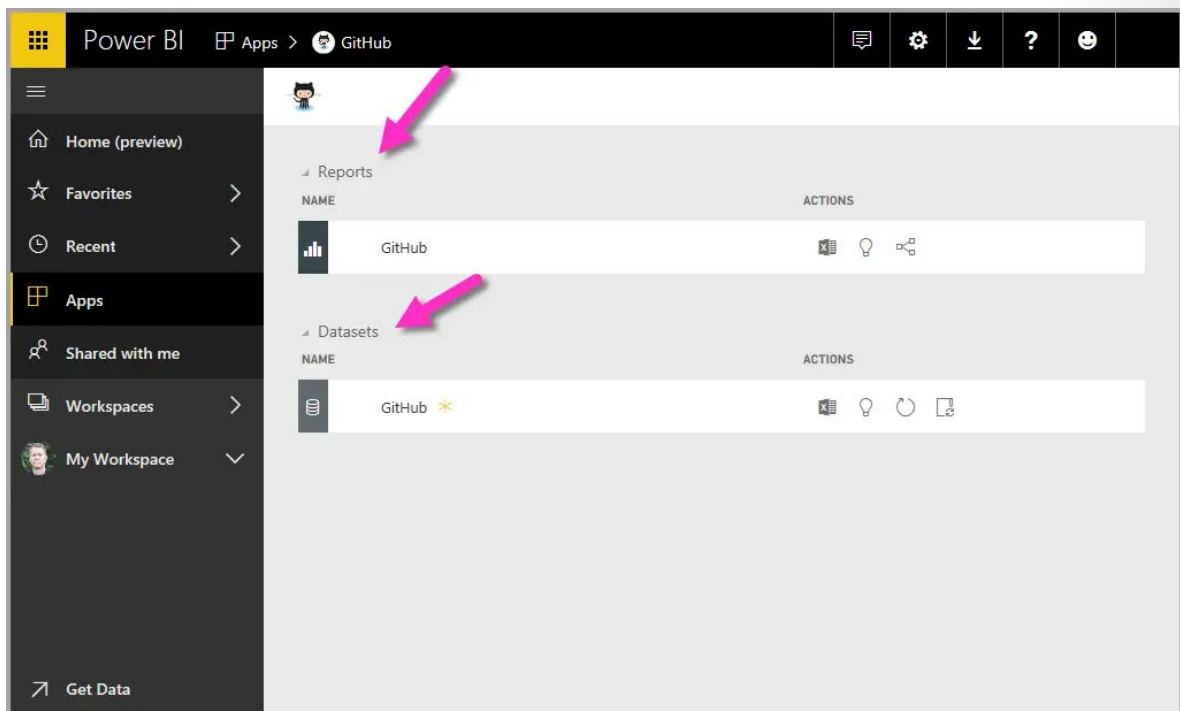 Power BI Apps > GitHub ?
Home (preview)
Favorites
Recent
Apps
Shared with me
Workspaces
My Workspace
Get Data
Reports
NAME ACTIONS
GitHub
Datasets
NAME ACTIONS
GitHub